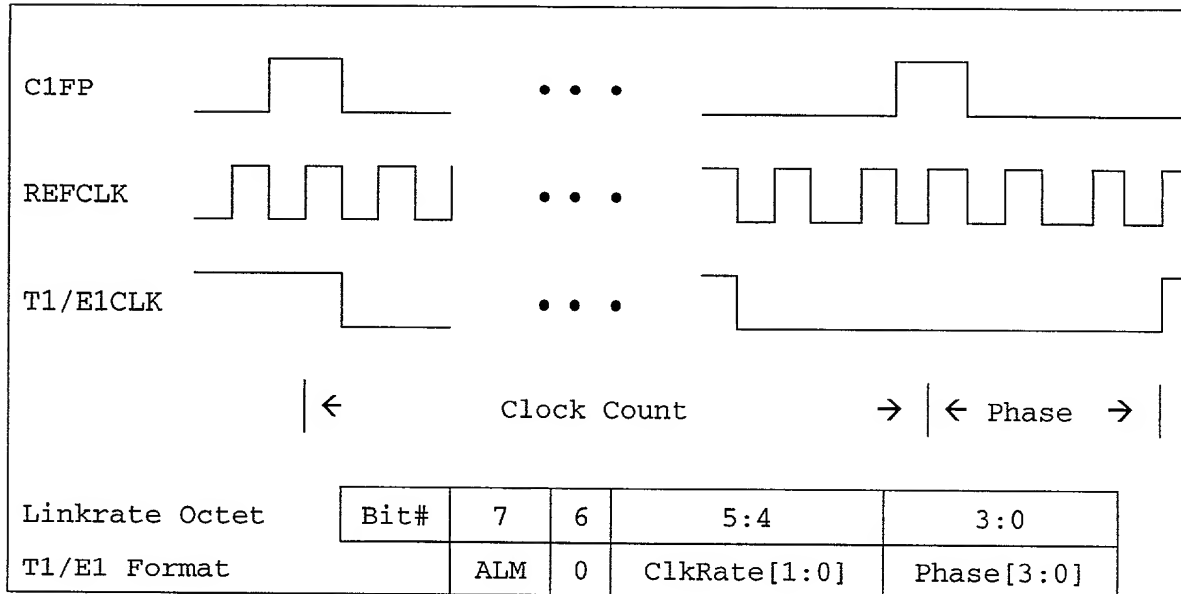 C1FP • • •
REFCLK • • •
T1/E1CLK • • •
| ← Clock Count → | ← Phase → |
Linkrate Octet Bit# 7 6 5:4 3:0
T1/E1 Format ALM 0 ClkRate[1:0] Phase[3:0]